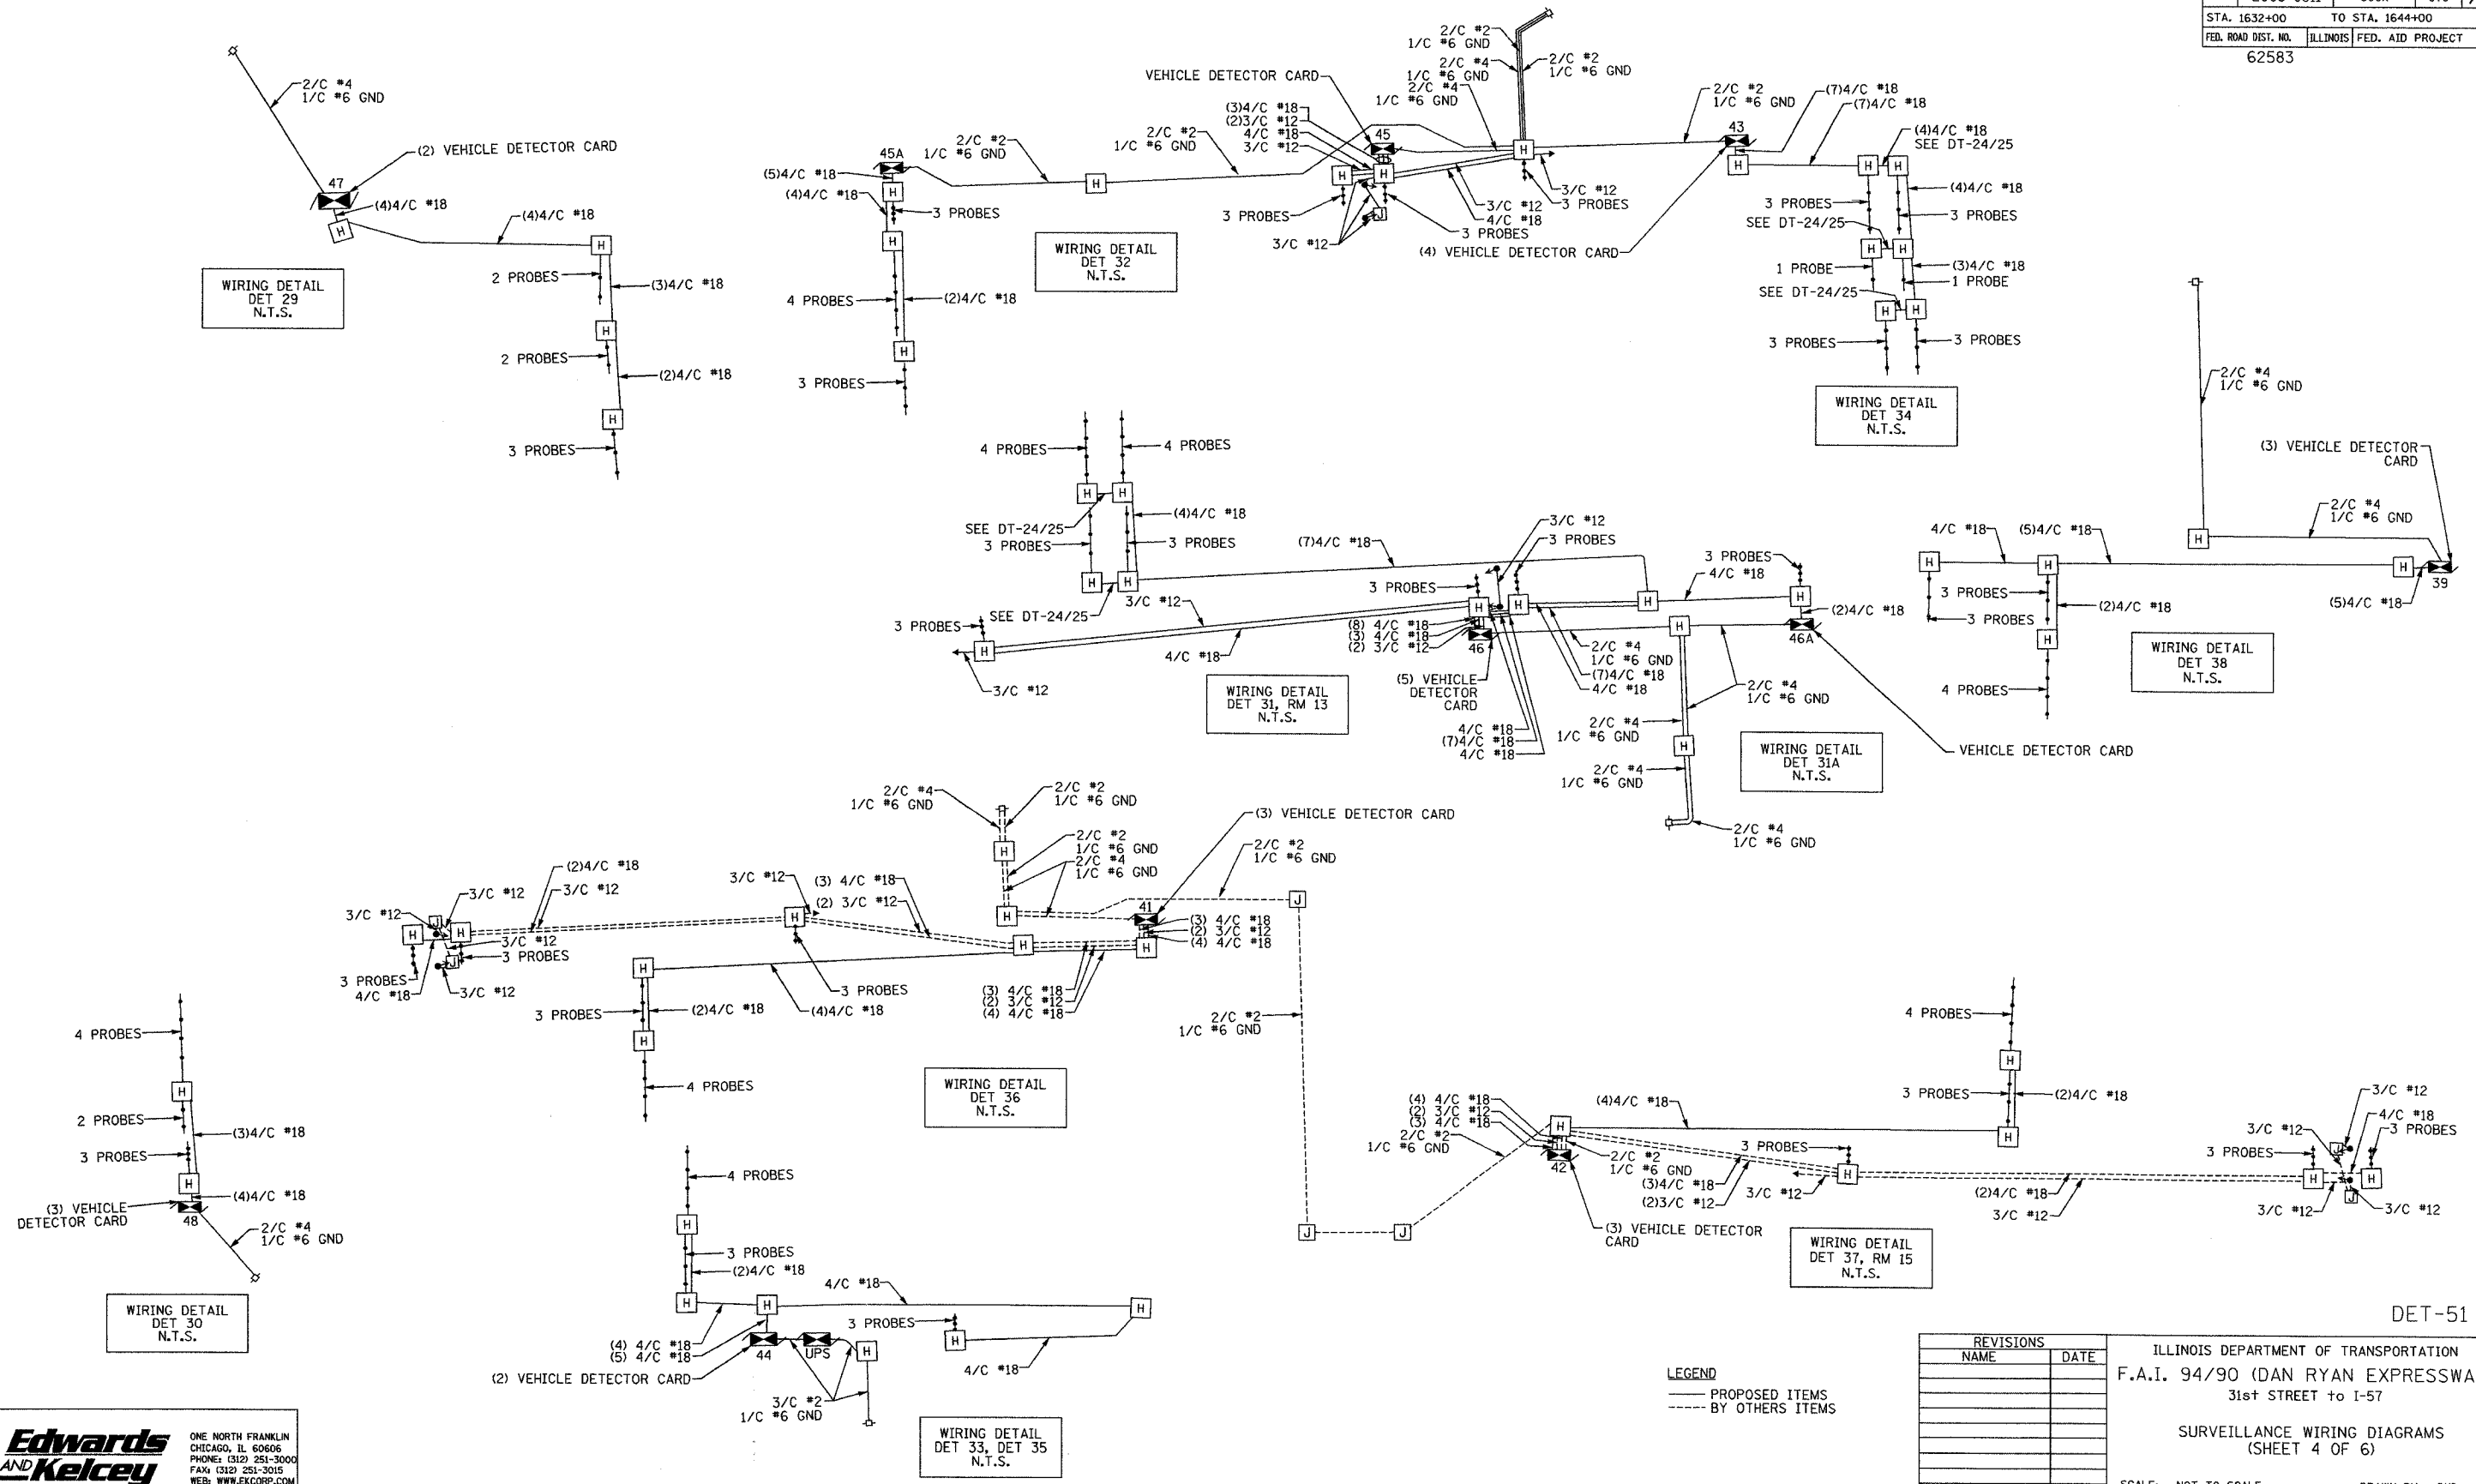 STA. 1632+00 TO STA. 1644+00
FED. ROAD DIST. NO. ILLINOIS FED. AID PROJECT
62583
2/C #4
1/C #6 GND
(2) VEHICLE DETECTOR CARD
47
(4)4/C #18
H
(4)4/C #18
H
2 PROBES
(3)4/C #18
H
2 PROBES
(2)4/C #18
H
3 PROBES
WIRING DETAIL
DET 29
N.T.S.
45A
(5)4/C #18
H
(4)4/C #18
3 PROBES
H
4 PROBES
(2)4/C #18
H
3 PROBES
2/C #2
1/C #6 GND
H
2/C #2
1/C #6 GND
WIRING DETAIL
DET 32
N.T.S.
VEHICLE DETECTOR CARD
(3)4/C #18
(2)3/C #12
4/C #18
3/C #12
45
H
H
3 PROBES
J
3/C #12
3 PROBES
3/C #12
4/C #18
2/C #2
1/C #6 GND
2/C #4
1/C #6 GND
2/C #4
1/C #6 GND
2/C #2
1/C #6 GND
H
3/C #12
3 PROBES
(4) VEHICLE DETECTOR CARD
2/C #2
1/C #6 GND
43
H
(7)4/C #18
(7)4/C #18
H
H
(4)4/C #18
SEE DT-24/25
(4)4/C #18
3 PROBES
3 PROBES
SEE DT-24/25
H
H
1 PROBE
(3)4/C #18
1 PROBE
SEE DT-24/25
H
H
3 PROBES
3 PROBES
WIRING DETAIL
DET 34
N.T.S.
4 PROBES
4 PROBES
H
H
SEE DT-24/25
3 PROBES
(4)4/C #18
3 PROBES
H
H
SEE DT-24/25
(7)4/C #18
3 PROBES
H
3/C #12
3/C #12
4/C #18
WIRING DETAIL
DET 31, RM 13
N.T.S.
3/C #12
3 PROBES
3 PROBES
H
H
(8) 4/C #18
(3) 4/C #18
(2) 3/C #12
46
(5) VEHICLE
DETECTOR
CARD
4/C #18
(7)4/C #18
4/C #18
2/C #4
1/C #6 GND
(7)4/C #18
4/C #18
H
4/C #18
3 PROBES
H
(2)4/C #18
46A
H
2/C #4
1/C #6 GND
2/C #4
1/C #6 GND
H
2/C #4
1/C #6 GND
2/C #4
1/C #6 GND
WIRING DETAIL
DET 31A
N.T.S.
VEHICLE DETECTOR CARD
2/C #4
1/C #6 GND
(3) VEHICLE DETECTOR
CARD
2/C #4
1/C #6 GND
H
4/C #18
(5)4/C #18
H
H
H
39
3 PROBES
3 PROBES
(2)4/C #18
(5)4/C #18
H
4 PROBES
WIRING DETAIL
DET 38
N.T.S.
2/C #4
1/C #6 GND
2/C #2
1/C #6 GND
H
2/C #2
1/C #6 GND
2/C #4
1/C #6 GND
(3) VEHICLE DETECTOR CARD
2/C #2
1/C #6 GND
(2)4/C #18
3/C #12
3/C #12
3/C #12
J
H
H
3/C #12
3 PROBES
J
3 PROBES
4/C #18
3/C #12
3/C #12
(3) 4/C #18
(2) 3/C #12
H
3 PROBES
H
41
H
H
(3) 4/C #18
(2) 3/C #12
(4) 4/C #18
(3) 4/C #18
(2) 3/C #12
(4) 4/C #18
J
H
3 PROBES
(2)4/C #18
(4)4/C #18
H
4 PROBES
WIRING DETAIL
DET 36
N.T.S.
2/C #2
1/C #6 GND
J
J
4 PROBES
H
2 PROBES
(3)4/C #18
3 PROBES
H
(4)4/C #18
(3) VEHICLE
DETECTOR CARD
48
2/C #4
1/C #6 GND
WIRING DETAIL
DET 30
N.T.S.
4 PROBES
H
3 PROBES
(2)4/C #18
H
H
4/C #18
H
(4) 4/C #18
(5) 4/C #18
44
UPS
H
3 PROBES
H
4/C #18
(2) VEHICLE DETECTOR CARD
3/C #2
1/C #6 GND
WIRING DETAIL
DET 33, DET 35
N.T.S.
(4) 4/C #18
(2) 3/C #12
(3) 4/C #18
2/C #2
1/C #6 GND
H
42
(4)4/C #18
2/C #2
1/C #6 GND
(3)4/C #18
(2)3/C #12
(3) VEHICLE DETECTOR
CARD
4 PROBES
H
3 PROBES
(2)4/C #18
H
3 PROBES
H
3/C #12
(2)4/C #18
3/C #12
3/C #12
4/C #18
3 PROBES
3/C #12
J
3 PROBES
H
H
J
3/C #12
3/C #12
WIRING DETAIL
DET 37, RM 15
N.T.S.
DET-51
LEGEND
PROPOSED ITEMS
BY OTHERS ITEMS
REVISIONS
NAME DATE
ILLINOIS DEPARTMENT OF TRANSPORTATION
F.A.I. 94/90 (DAN RYAN EXPRESSWA
31st STREET to I-57
SURVEILLANCE WIRING DIAGRAMS
(SHEET 4 OF 6)
Edwards
AND Kelcey
ONE NORTH FRANKLIN
CHICAGO, IL 60606
PHONE: (312) 251-3000
FAX: (312) 251-3015
WEB: WWW.EKCORP.COM